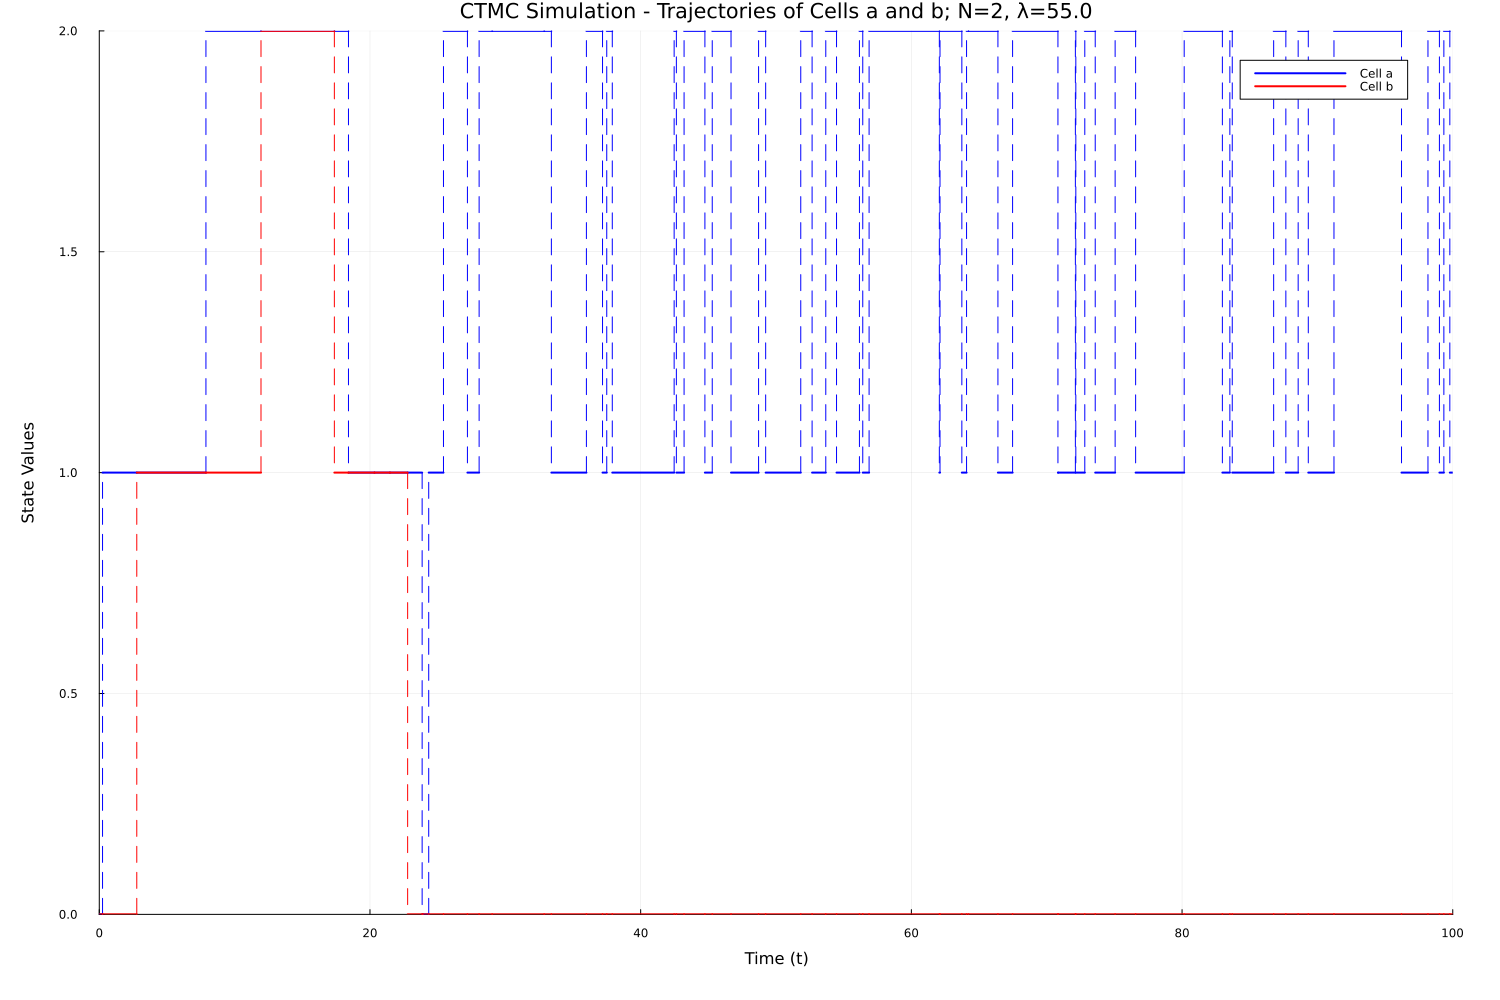 CTMC Simulation - Trajectories of Cells a and b; N=2, λ=55.0
2.0
Cell a
Cell b
1.5
State Values
1.0
0.5
0.0
0 20 40 60 80 100
Time (t)